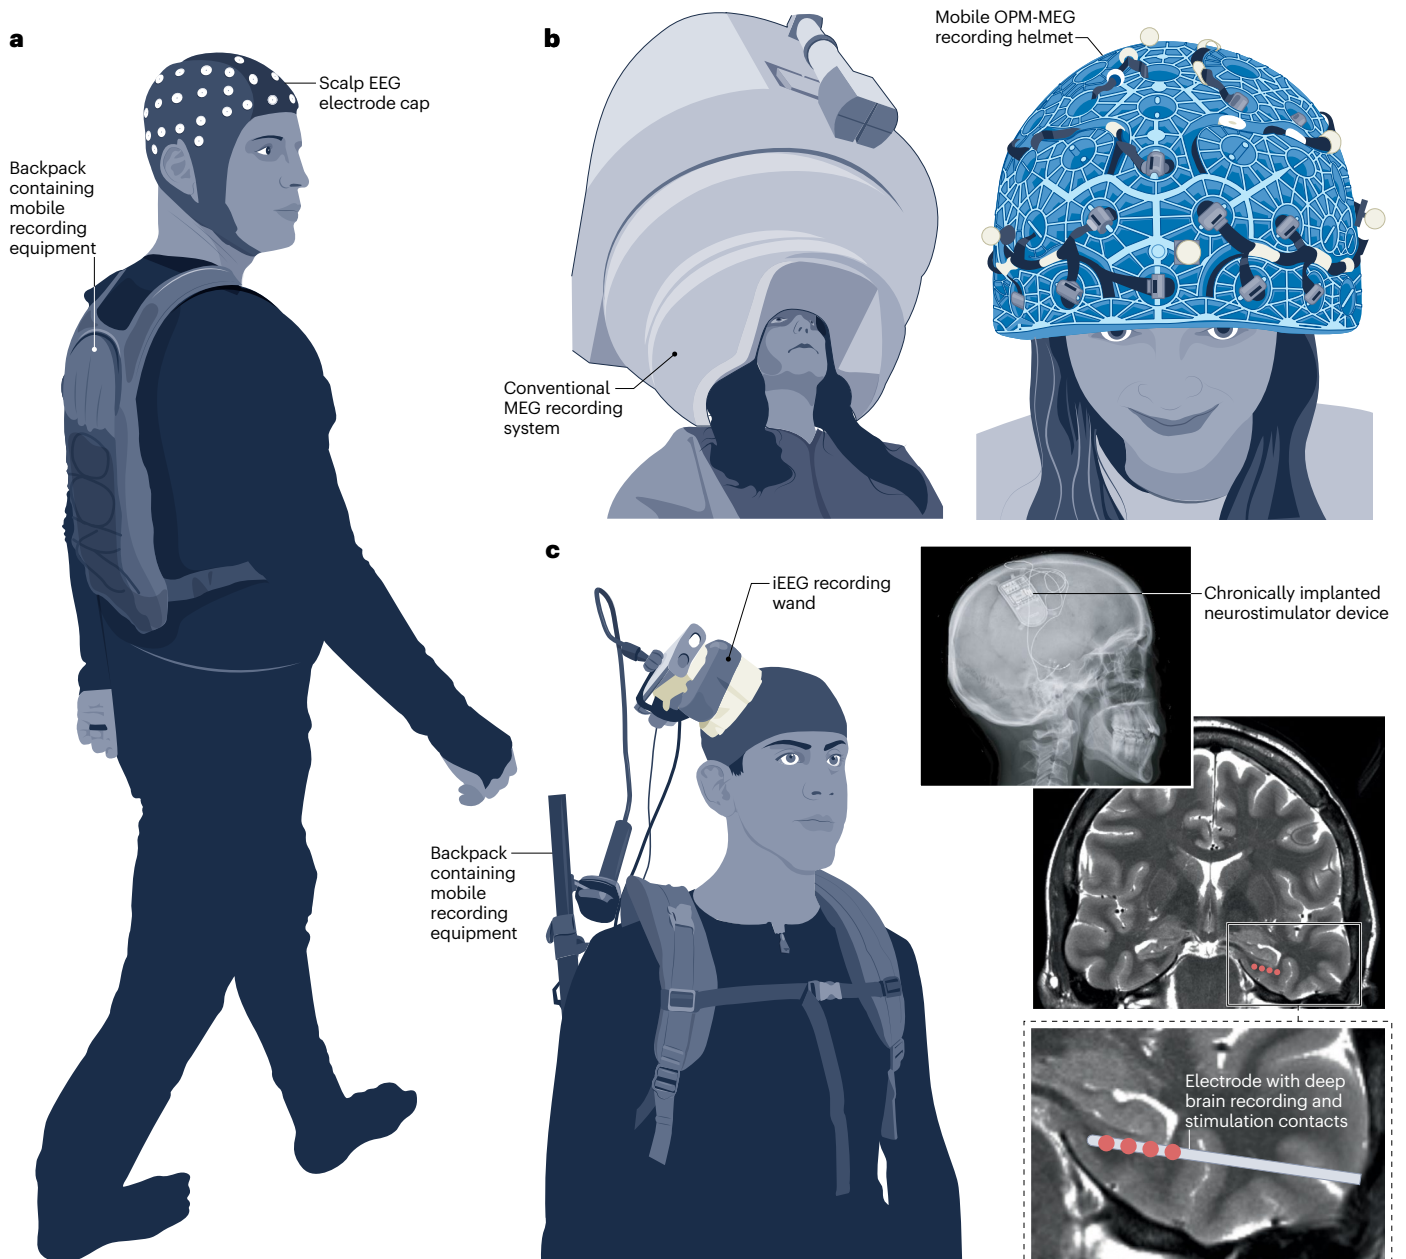 a
Scalp EEG
electrode cap
Backpack
containing
mobile
recording
equipment
b
Conventional
MEG recording
system
Mobile OPM-MEG
recording helmet
c
iEEG recording
wand
Backpack
containing
mobile
recording
equipment
Chronically implanted
neurostimulator device
Electrode with deep
brain recording and
stimulation contacts